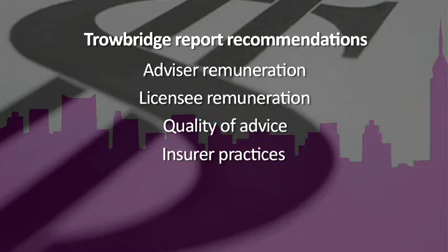 Trowbridge report recommendations
Adviser remuneration
Licensee remuneration
Quality of advice
Insurer practices